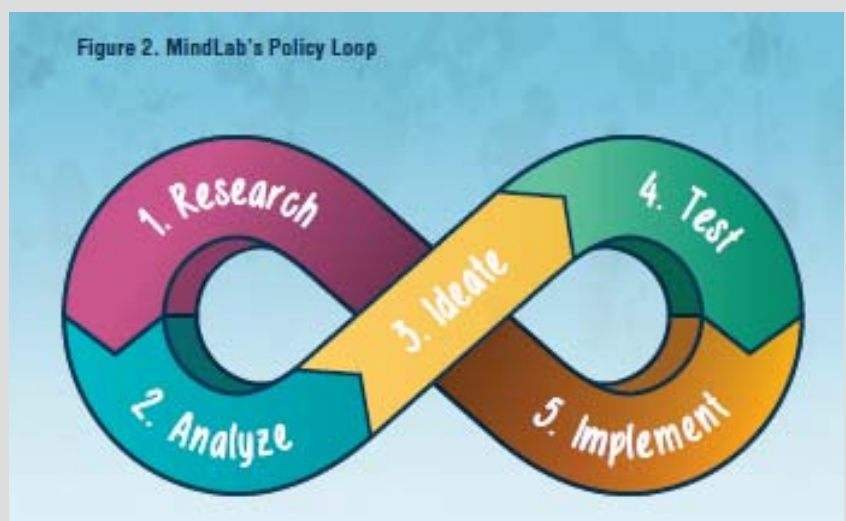 Figure 2. MindLab's Policy Loop
1. Research
2. Analyze
3. Ideate
4. Test
5. Implement